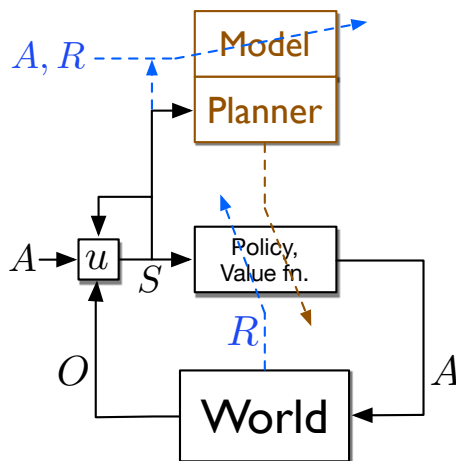 Model
A, R
Planner
A
u
S
Policy,
Value fn.
R
O
A
World